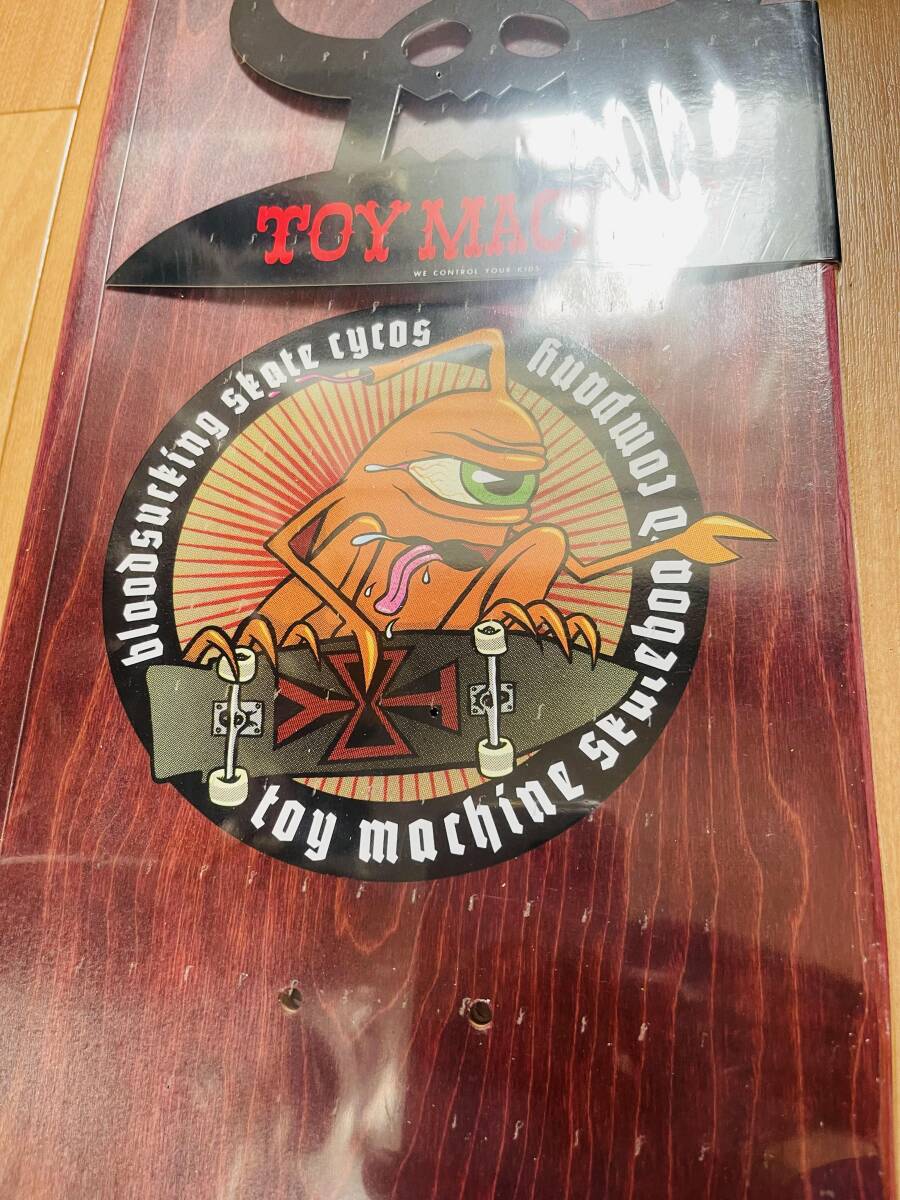 TOY MAC
WE CONTROL YOUR KIDS
bloodsucking skate cycos
toy machine skateboard company